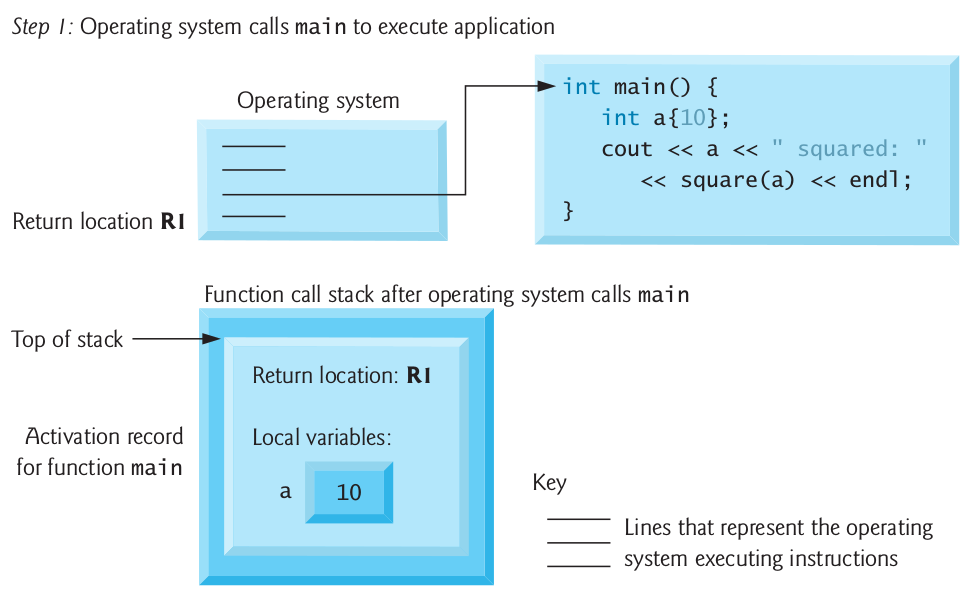 Step 1: Operating system calls main to execute application
Operating system
Return location R1
int main() {
int a{10};
cout << a << " squared: "
<< square(a) << endl;
}
Function call stack after operating system calls main
Top of stack
Activation record
for function main
Return location: R1
Local variables:
a 10
Key
Lines that represent the operating
system executing instructions